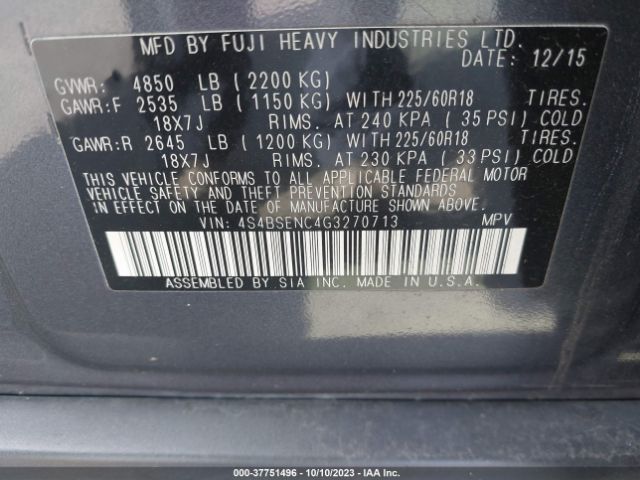 MFD BY FUJI HEAVY INDUSTRIES LTD.
DATE: 12/15
GVWR: 4850 LB (2200 KG)
GAWR:F 2535 LB (1150 KG) WITH 225/60R18 TIRES.
18X7J RIMS. AT 240 KPA (35 PSI) COLD
GAWR:R 2645 LB (1200 KG) WITH 225/60R18 TIRES.
18X7J RIMS. AT 230 KPA (33 PSI) COLD
THIS VEHICLE CONFORMS TO ALL APPLICABLE FEDERAL MOTOR
VEHICLE SAFETY AND THEFT PREVENTION STANDARDS
IN EFFECT ON THE DATE OF MANUFACTURE SHOWN ABOVE.
VIN: 4S4BSENC4G3270713 MPV
ASSEMBLED BY SIA INC. MADE IN U.S.A.
000-37751496 - 10/10/2023 - IAA Inc.